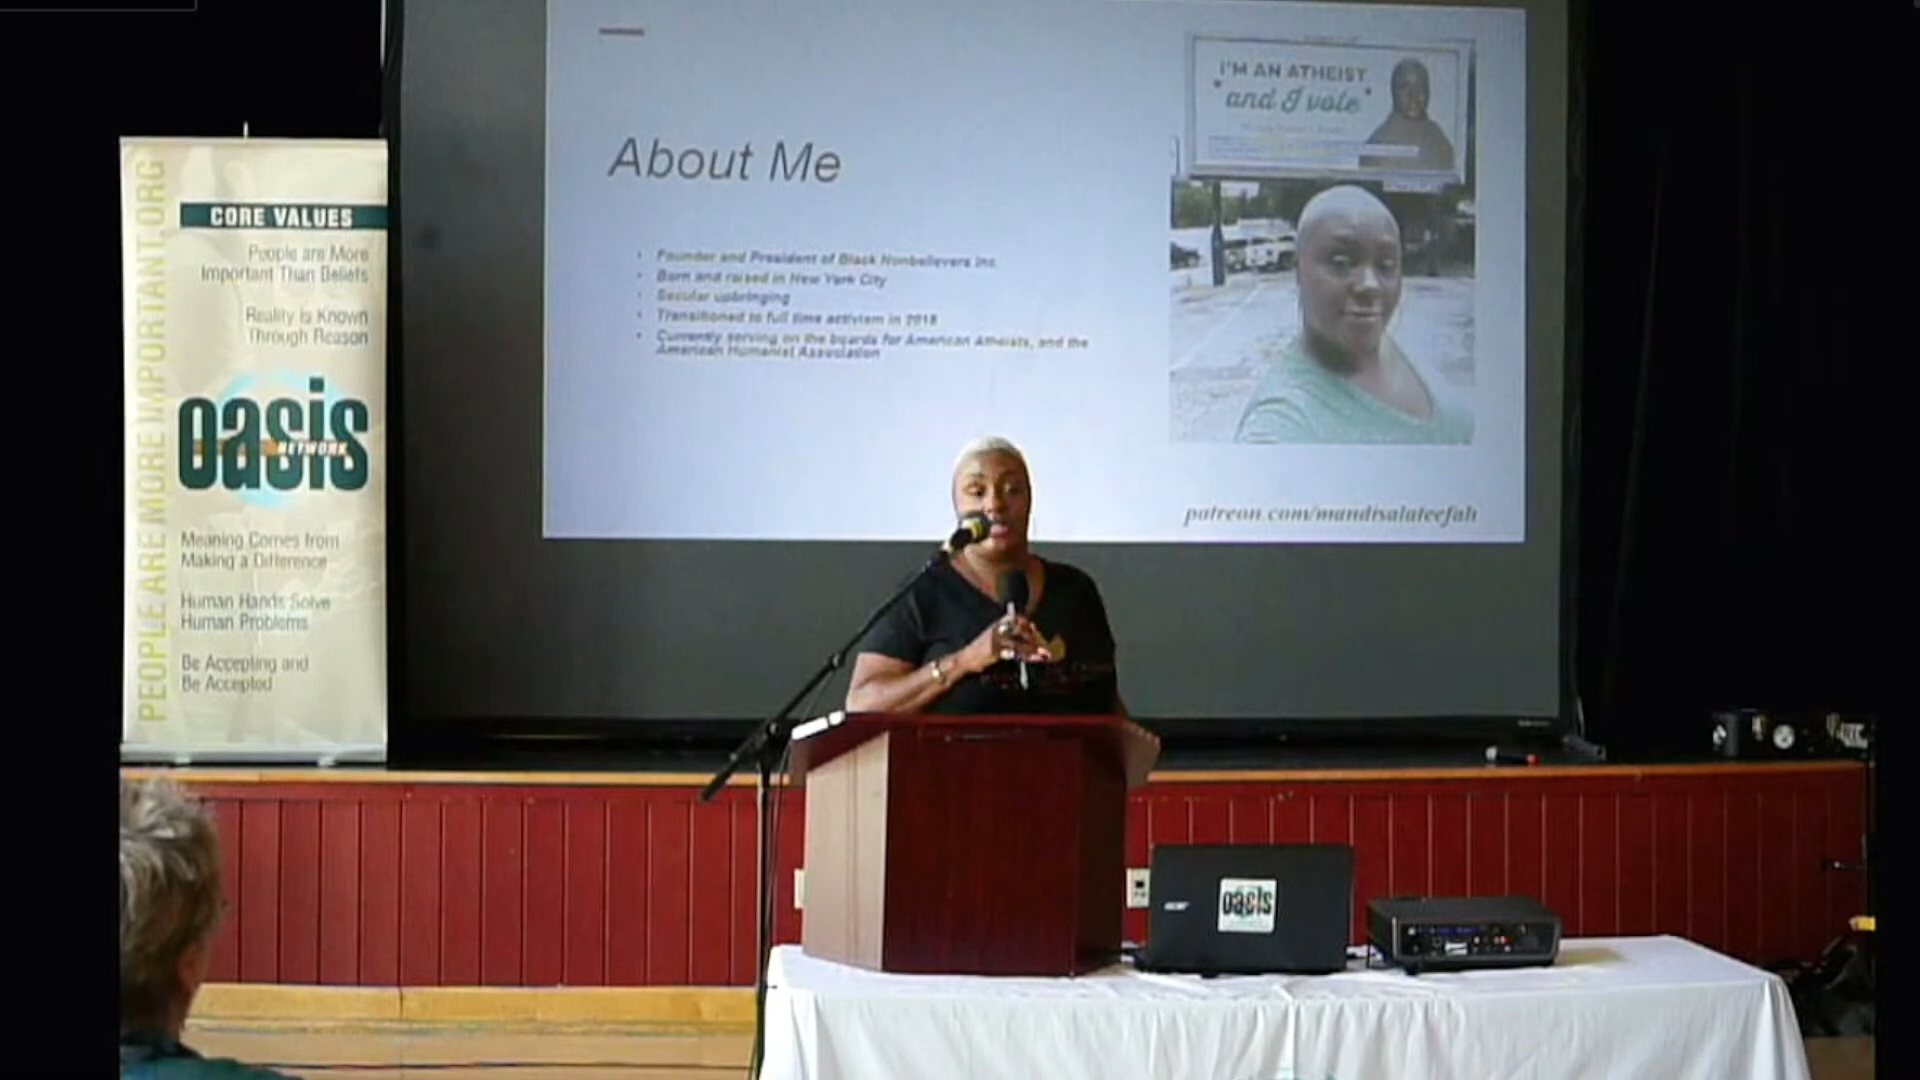 PEOPLE ARE MORE IMPORTANT.ORG
CORE VALUES
People are More
Important Than Beliefs
Reality is Known
Through Reason
oasis
NETWORK
Meaning Comes from
Making a Difference
Human Hands Solve
Human Problems
Be Accepting and
Be Accepted
About Me
• Founder and President of Black Nonbelievers Inc.
• Born and raised in New York City
• Secular upbringing
• Transitioned to full time activism in 2018
• Currently serving on the boards for American Atheists, and the
American Humanist Association
I'M AN ATHEIST
"and I vote"
patreon.com/mandisalateefah
acer
oasis